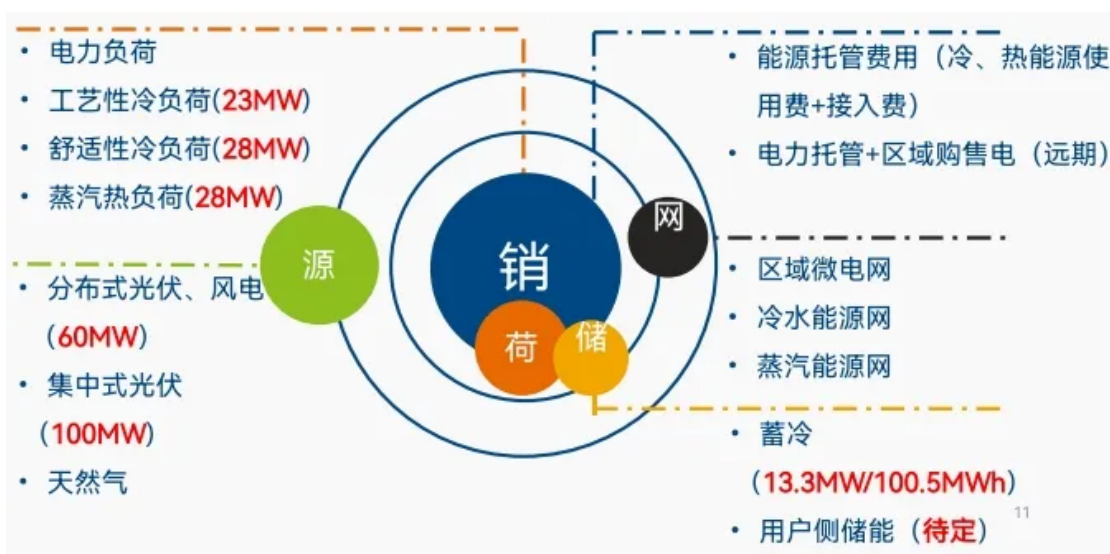 • 电力负荷
• 工艺性冷负荷(23MW)
• 舒适性冷负荷(28MW)
• 蒸汽热负荷(28MW)
• 分布式光伏、风电
(60MW)
• 集中式光伏
(100MW)
• 天然气
源
销
荷
储
网
• 能源托管费用（冷、热能源使
用费+接入费）
• 电力托管+区域购售电（远期）
• 区域微电网
• 冷水能源网
• 蒸汽能源网
• 蓄冷
(13.3MW/100.5MWh)
• 用户侧储能（待定）
11